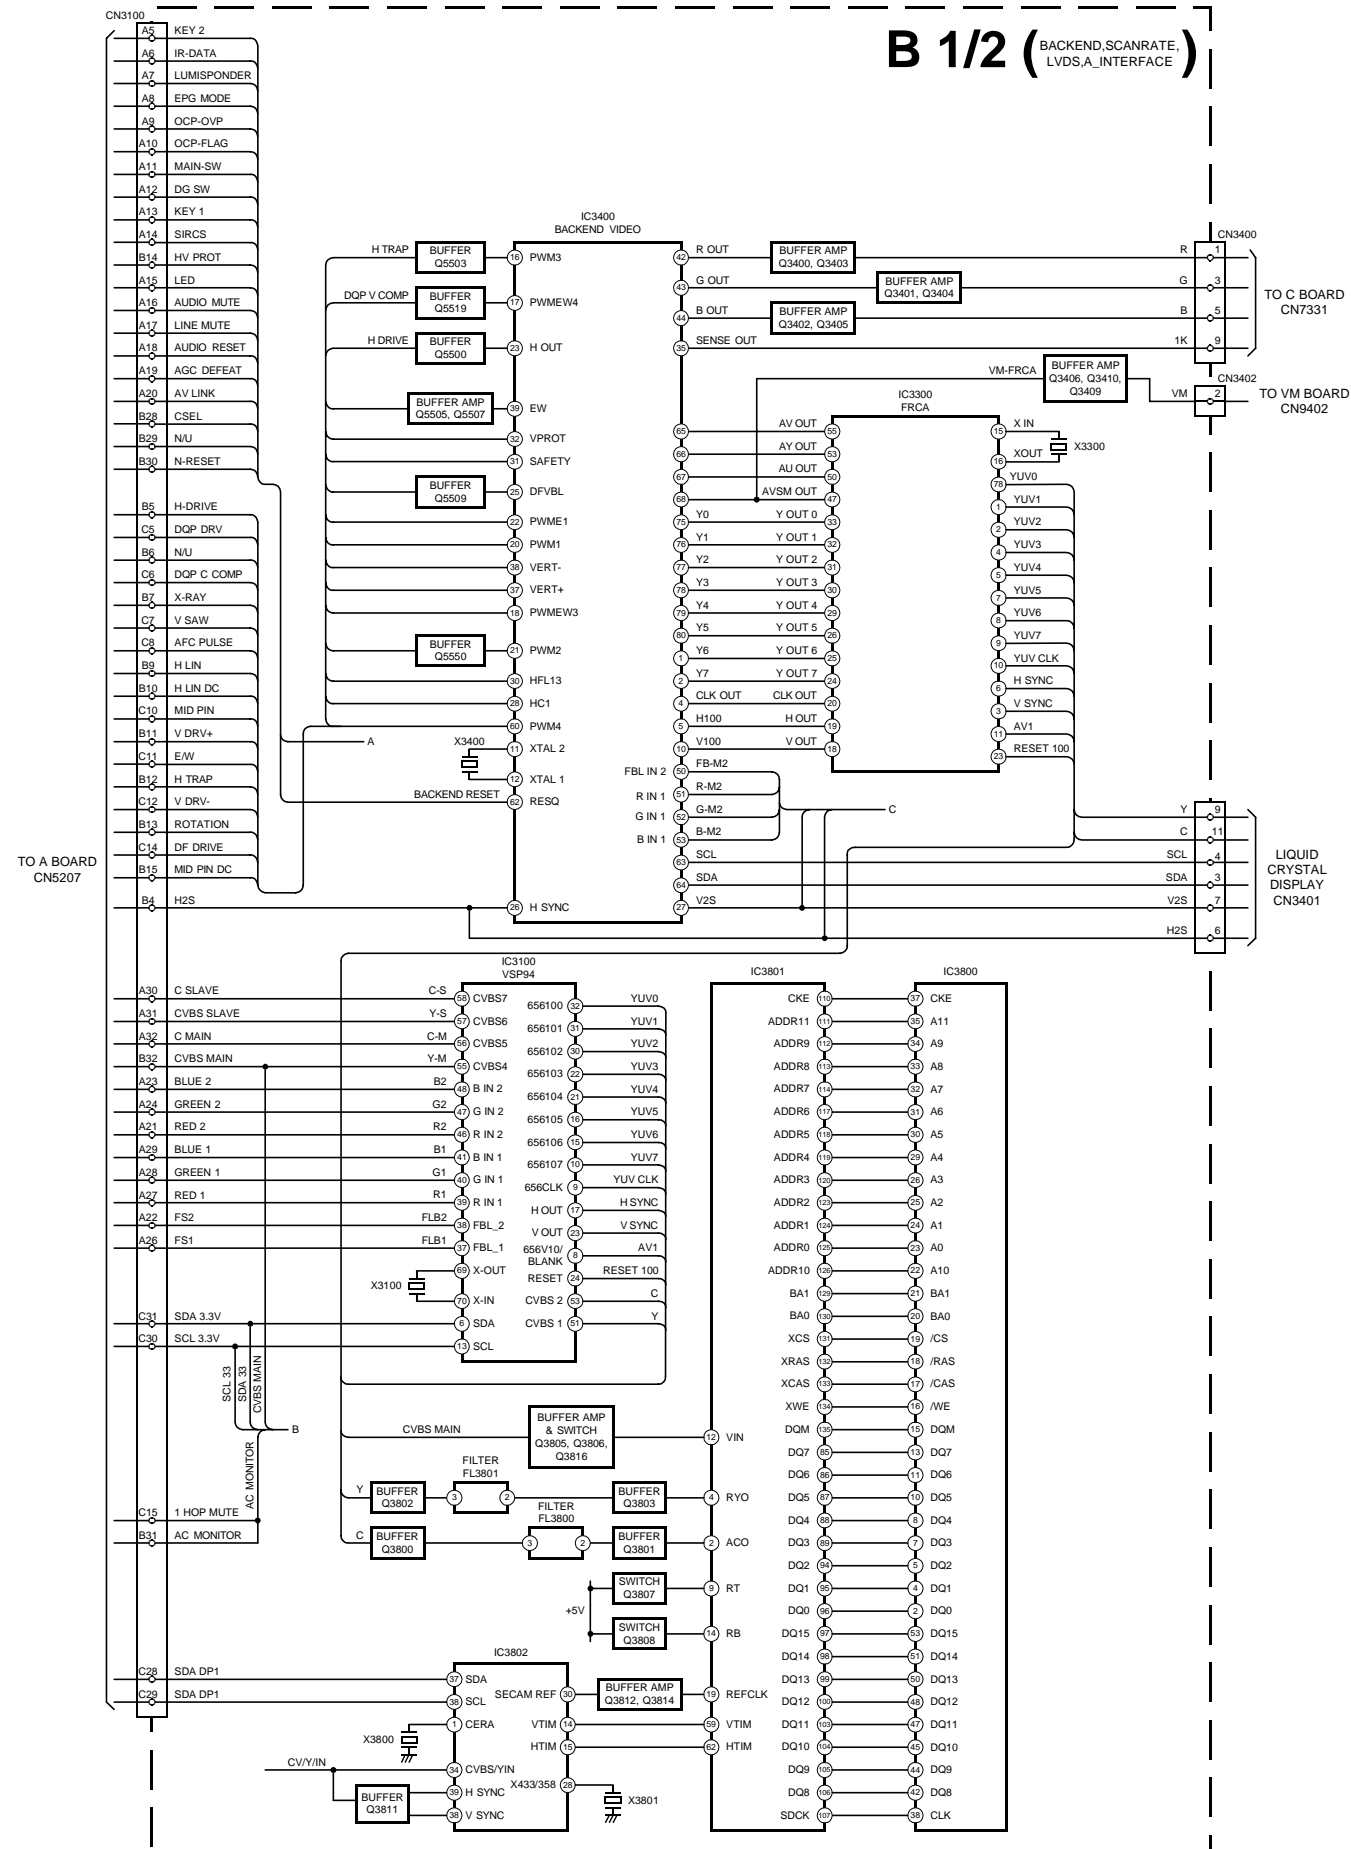 CN3100
B 1/2 ( BACKEND,SCANRATE,
LVDS,A_INTERFACE )
A5 KEY 2
A6 IR-DATA
A7 LUMISPONDER
A8 EPG MODE
A9 OCP-OVP
A10 OCP-FLAG
A11 MAIN-SW
A12 DG SW
A13 KEY 1
A14 SIRCS
B14 HV PROT
A15 LED
A16 AUDIO MUTE
A17 LINE MUTE
A18 AUDIO RESET
A19 AGC DEFEAT
A20 AV LINK
B28 CSEL
B29 N/U
B30 N-RESET
B5 H-DRIVE
C5 DQP DRV
B6 N/U
C6 DQP C COMP
B7 X-RAY
C7 V SAW
C8 AFC PULSE
B9 H LIN
B10 H LIN DC
C10 MID PIN
B11 V DRV+
C11 E/W
B12 H TRAP
C12 V DRV-
B13 ROTATION
C14 DF DRIVE
B15 MID PIN DC
B4 H2S
TO A BOARD
CN5207
A
BACKEND RESET
IC3400
BACKEND VIDEO
H TRAP BUFFER
Q5503
16 PWM3
DQP V COMP BUFFER
Q5519
17 PWMEW4
H DRIVE BUFFER
Q5500
23 H OUT
BUFFER AMP
Q5505, Q5507
39 EW
32 VPROT
31 SAFETY
BUFFER
Q5509
25 DFVBL
22 PWME1
20 PWM1
38 VERT-
37 VERT+
18 PWMEW3
BUFFER
Q5550
21 PWM2
30 HFL13
28 HC1
60 PWM4
X3400
11 XTAL 2
12 XTAL 1
62 RESQ
26 H SYNC
42 R OUT BUFFER AMP
Q3400, Q3403
43 G OUT BUFFER AMP
Q3401, Q3404
44 B OUT BUFFER AMP
Q3402, Q3405
35 SENSE OUT
VM-FRCA BUFFER AMP
Q3406, Q3410,
Q3409
CN3400
R 1
G 3
B 5
1K 9
TO C BOARD
CN7331
CN3402
VM 2
TO VM BOARD
CN9402
IC3300
FRCA
65 AV OUT 55
66 AY OUT 53
67 AU OUT 50
68 AVSM OUT 47
75 Y0 Y OUT 0 33
76 Y1 Y OUT 1 32
77 Y2 Y OUT 2 31
78 Y3 Y OUT 3 30
79 Y4 Y OUT 4 29
80 Y5 Y OUT 5 26
1 Y6 Y OUT 6 25
2 Y7 Y OUT 7 24
4 CLK OUT CLK OUT 20
5 H100 H OUT 19
10 V100 V OUT 18
FBL IN 2 50 FB-M2
R IN 1 51 R-M2
G IN 1 52 G-M2
B IN 1 53 B-M2
C
63 SCL
64 SDA
27 V2S
15 X IN
X3300
16 XOUT
78 YUV0
1 YUV1
2 YUV2
4 YUV3
5 YUV4
7 YUV5
8 YUV6
9 YUV7
10 YUV CLK
6 H SYNC
3 V SYNC
11 AV1
23 RESET 100
Y 9
C 11
SCL 4
SDA 3
V2S 7
H2S 6
LIQUID
CRYSTAL
DISPLAY
CN3401
IC3100
VSP94
A30 C SLAVE C-S 58 CVBS7
A31 CVBS SLAVE Y-S 57 CVBS6
A32 C MAIN C-M 56 CVBS5
B32 CVBS MAIN Y-M 55 CVBS4
A23 BLUE 2 B2 48 B IN 2
A24 GREEN 2 G2 47 G IN 2
A21 RED 2 R2 46 R IN 2
A29 BLUE 1 B1 41 B IN 1
A28 GREEN 1 G1 40 G IN 1
A27 RED 1 R1 39 R IN 1
A22 FS2 FLB2 38 FBL_2
A26 FS1 FLB1 37 FBL_1
X3100
69 X-OUT
70 X-IN
C31 SDA 3.3V 6 SDA
C30 SCL 3.3V 13 SCL
656100 32 YUV0
656101 31 YUV1
656102 30 YUV2
656103 22 YUV3
656104 21 YUV4
656105 16 YUV5
656106 15 YUV6
656107 10 YUV7
656CLK 9 YUV CLK
H OUT 17 H SYNC
V OUT 23 V SYNC
656V10/
BLANK 8 AV1
RESET 24 RESET 100
CVBS 2 53 C
CVBS 1 51 Y
SCL 33
SDA 33
CVBS MAIN
B
AC MONITOR
C15 1 HOP MUTE
B31 AC MONITOR
CVBS MAIN
BUFFER AMP
& SWITCH
Q3805, Q3806,
Q3816
12 VIN
Y BUFFER
Q3802
FILTER
FL3801
3 2
BUFFER
Q3803
4 RYO
C BUFFER
Q3800
FILTER
FL3800
3 2
BUFFER
Q3801
2 ACO
SWITCH
Q3807
9 RT
+5V
SWITCH
Q3808
14 RB
IC3802
C28 SDA DP1 37 SDA
C29 SDA DP1 38 SCL
X3800
1 CERA
CV/Y/IN 34 CVBS/YIN
BUFFER
Q3811
39 H SYNC
38 V SYNC
SECAM REF 30
BUFFER AMP
Q3812, Q3814
19 REFCLK
VTIM 14 59 VTIM
HTIM 15 62 HTIM
X433/358 28
X3801
IC3801 IC3800
CKE 110 37 CKE
ADDR11 111 35 A11
ADDR9 112 34 A9
ADDR8 113 33 A8
ADDR7 114 32 A7
ADDR6 117 31 A6
ADDR5 118 30 A5
ADDR4 119 29 A4
ADDR3 120 26 A3
ADDR2 123 25 A2
ADDR1 124 24 A1
ADDR0 125 23 A0
ADDR10 126 22 A10
BA1 129 21 BA1
BA0 130 20 BA0
XCS 131 19 /CS
XRAS 132 18 /RAS
XCAS 133 17 /CAS
XWE 134 16 /WE
DQM 135 15 DQM
DQ7 85 13 DQ7
DQ6 86 11 DQ6
DQ5 87 10 DQ5
DQ4 88 8 DQ4
DQ3 89 7 DQ3
DQ2 94 5 DQ2
DQ1 95 4 DQ1
DQ0 96 2 DQ0
DQ15 97 53 DQ15
DQ14 98 51 DQ14
DQ13 99 50 DQ13
DQ12 100 48 DQ12
DQ11 103 47 DQ11
DQ10 104 45 DQ10
DQ9 105 44 DQ9
DQ8 106 42 DQ8
SDCK 107 38 CLK